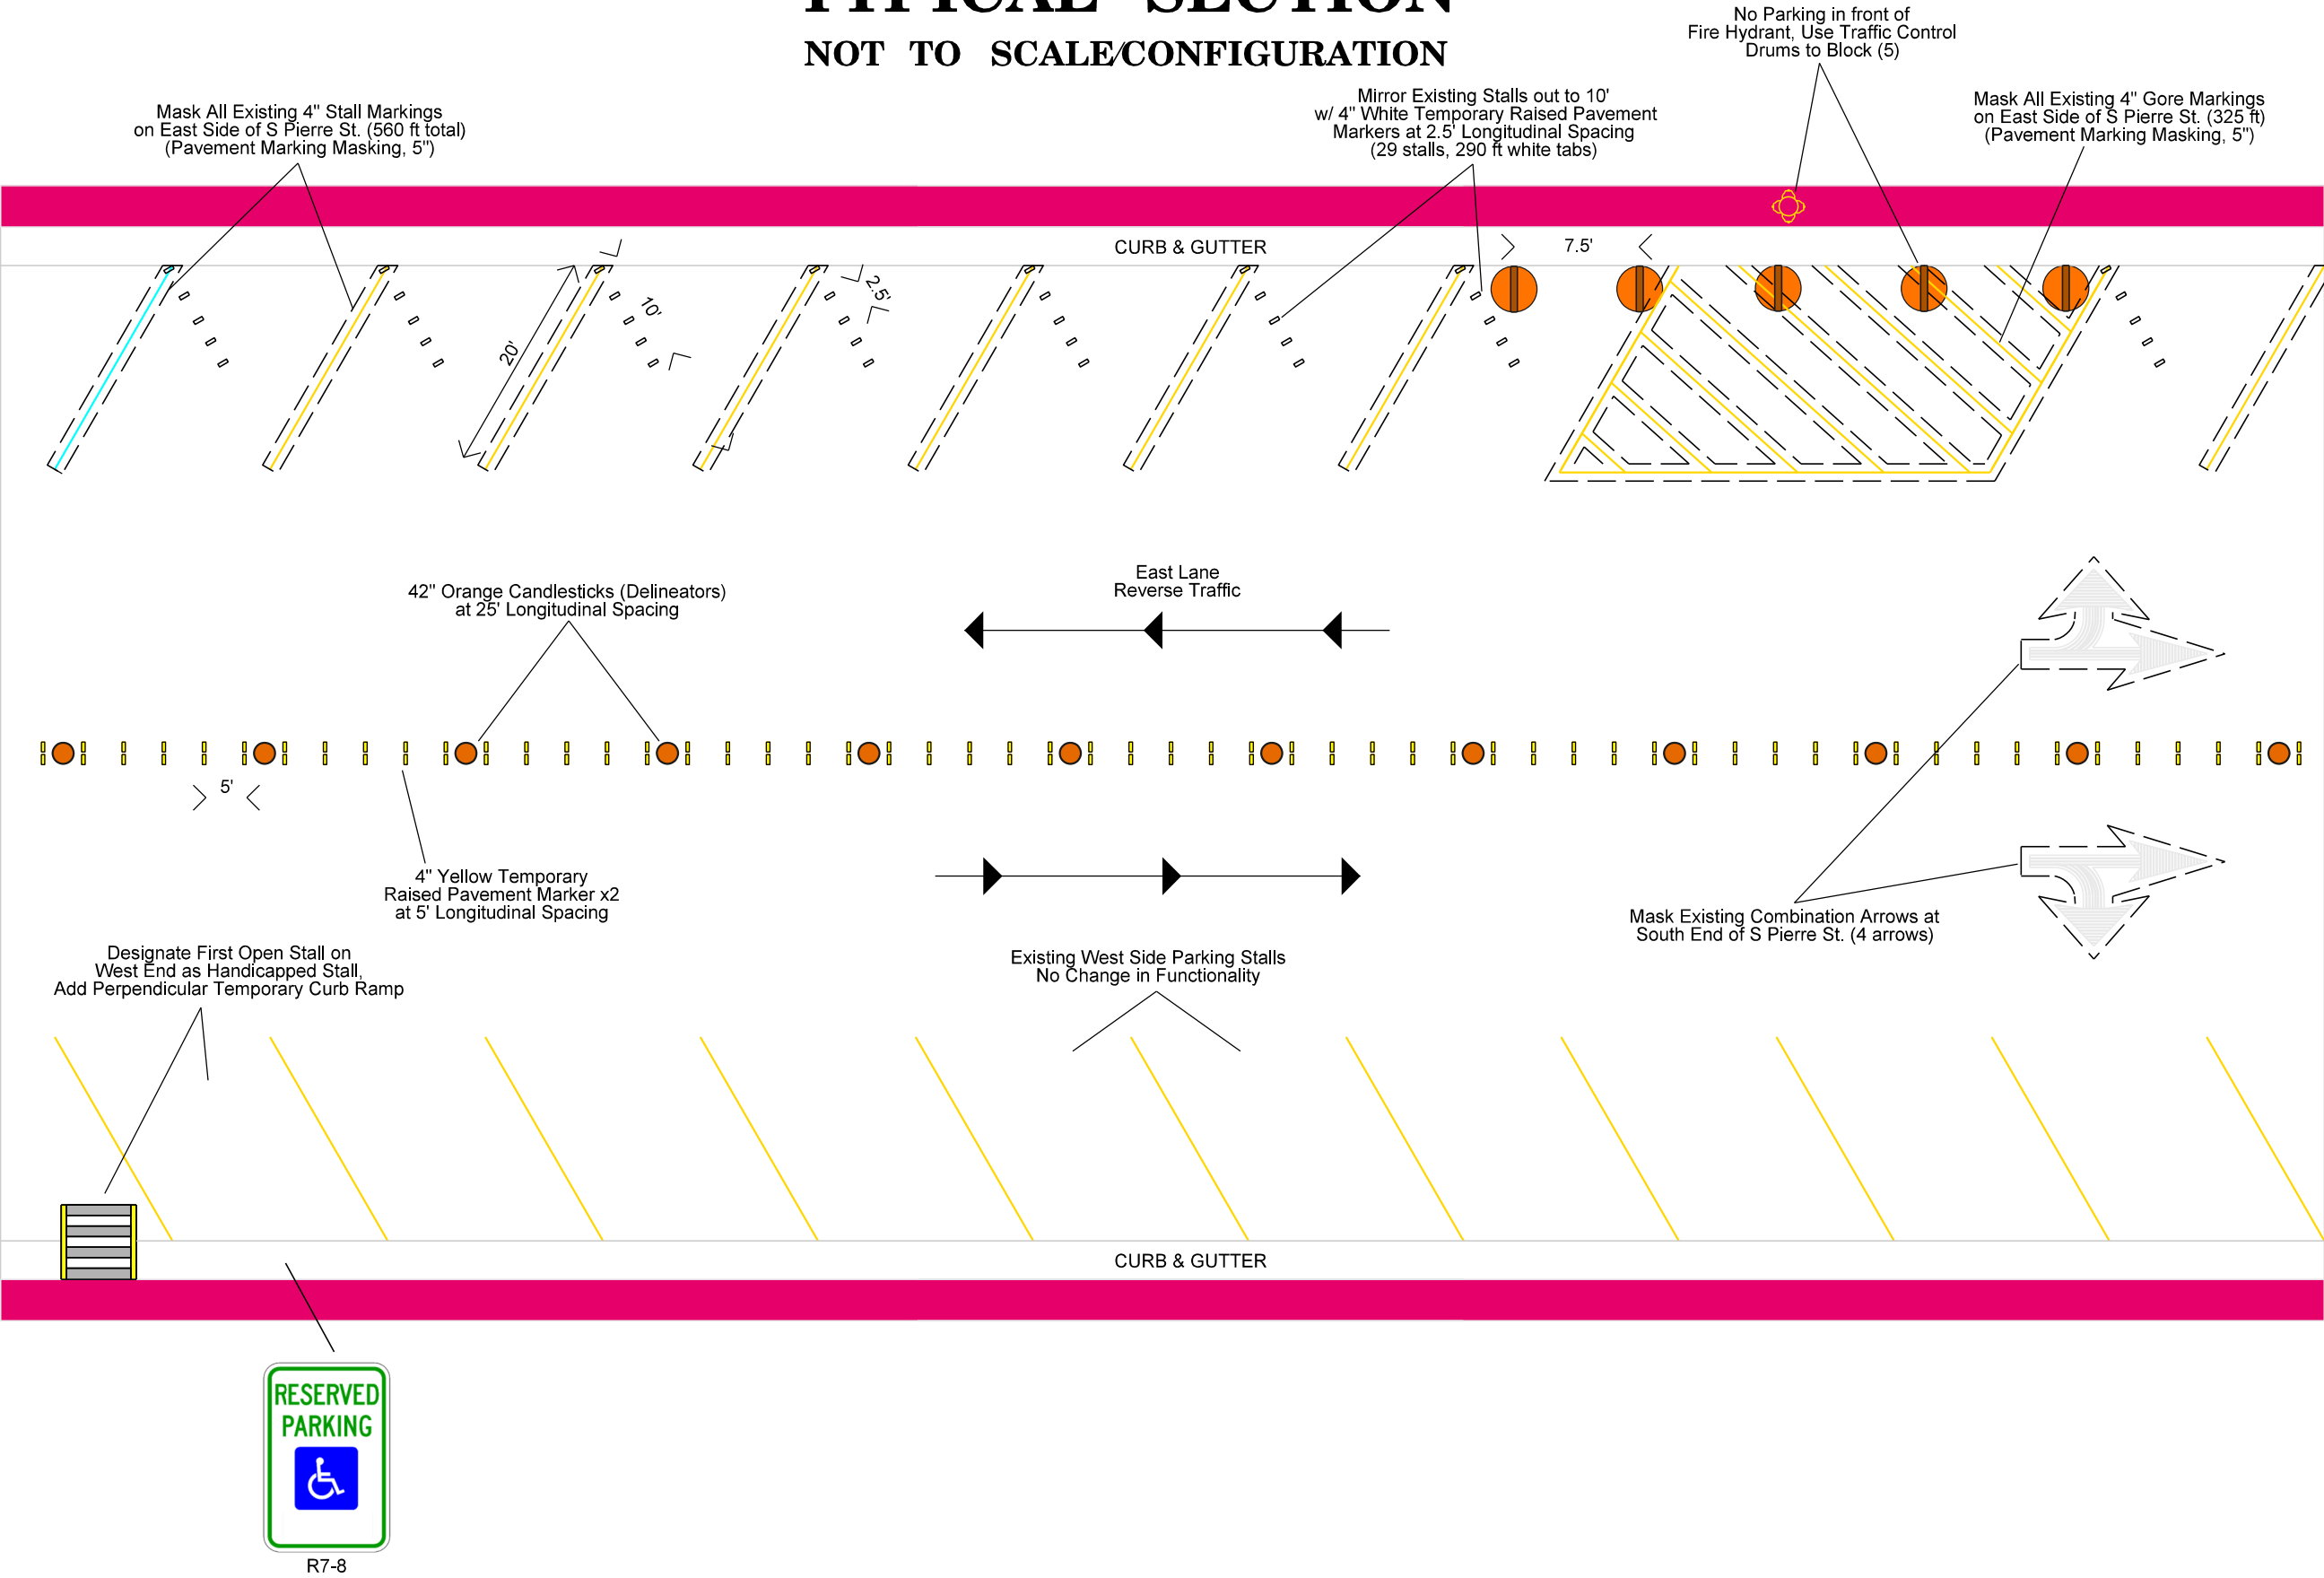 TYPICAL SECTION
NOT TO SCALE/CONFIGURATION
No Parking in front of
Fire Hydrant, Use Traffic Control
Drums to Block (5)
Mask All Existing 4" Stall Markings
on East Side of S Pierre St. (560 ft total)
(Pavement Marking Masking, 5")
Mirror Existing Stalls out to 10'
w/ 4" White Temporary Raised Pavement
Markers at 2.5' Longitudinal Spacing
(29 stalls, 290 ft white tabs)
Mask All Existing 4" Gore Markings
on East Side of S Pierre St. (325 ft)
(Pavement Marking Masking, 5")
CURB & GUTTER
7.5'
20'
10'
2.5'
42" Orange Candlesticks (Delineators)
at 25' Longitudinal Spacing
East Lane
Reverse Traffic
5'
4" Yellow Temporary
Raised Pavement Marker x2
at 5' Longitudinal Spacing
Mask Existing Combination Arrows at
South End of S Pierre St. (4 arrows)
Designate First Open Stall on
West End as Handicapped Stall,
Add Perpendicular Temporary Curb Ramp
Existing West Side Parking Stalls
No Change in Functionality
CURB & GUTTER
RESERVED
PARKING
R7-8